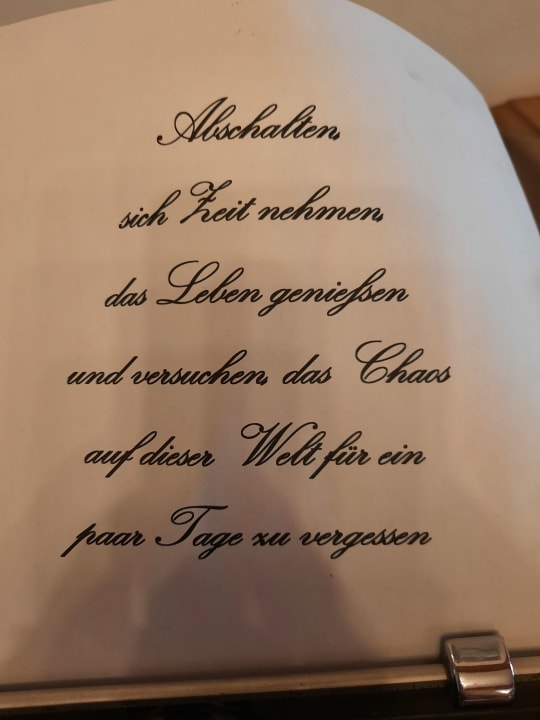 Abschalten,
sich Zeit nehmen,
das Leben geniessen
und versuchen, das Chaos
auf dieser Welt für ein
paar Tage zu vergessen